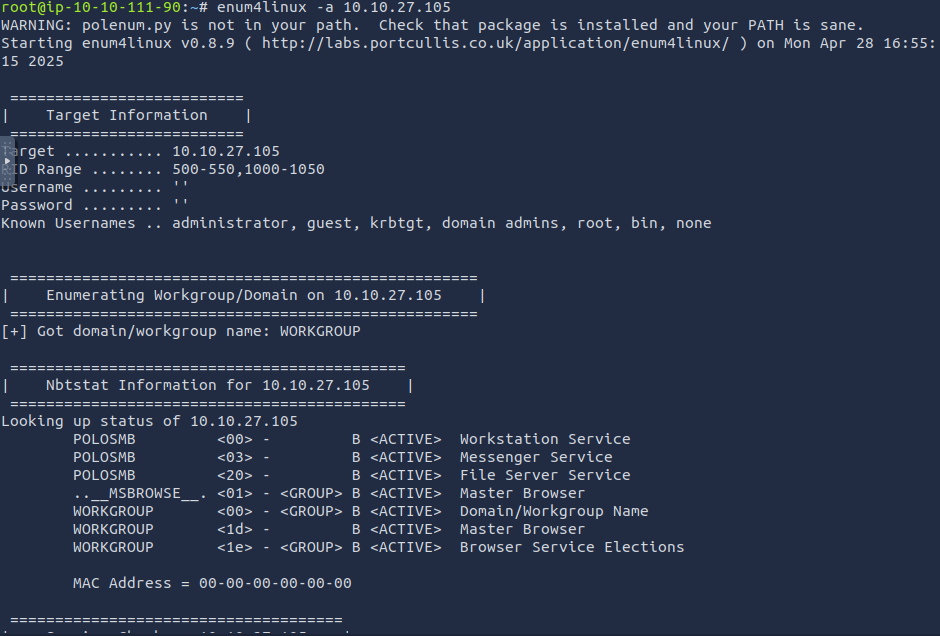 root@ip-10-10-111-90:~# enum4linux -a 10.10.27.105
WARNING: polenum.py is not in your path.  Check that package is installed and your PATH is sane.
Starting enum4linux v0.8.9 ( http://labs.portcullis.co.uk/application/enum4linux/ ) on Mon Apr 28 16:55:
15 2025
 ==========================
|    Target Information    |
 ==========================
Target ........... 10.10.27.105
RID Range ........ 500-550,1000-1050
Username ......... ''
Password ......... ''
Known Usernames .. administrator, guest, krbtgt, domain admins, root, bin, none
 ====================================================
|    Enumerating Workgroup/Domain on 10.10.27.105    |
 ====================================================
[+] Got domain/workgroup name: WORKGROUP
 ============================================
|    Nbtstat Information for 10.10.27.105    |
 ============================================
Looking up status of 10.10.27.105
        POLOSMB         <00> -         B <ACTIVE>  Workstation Service
        POLOSMB         <03> -         B <ACTIVE>  Messenger Service
        POLOSMB         <20> -         B <ACTIVE>  File Server Service
        ..__MSBROWSE__. <01> - <GROUP> B <ACTIVE>  Master Browser
        WORKGROUP       <00> - <GROUP> B <ACTIVE>  Domain/Workgroup Name
        WORKGROUP       <1d> -         B <ACTIVE>  Master Browser
        WORKGROUP       <1e> - <GROUP> B <ACTIVE>  Browser Service Elections
        MAC Address = 00-00-00-00-00-00
 =====================================